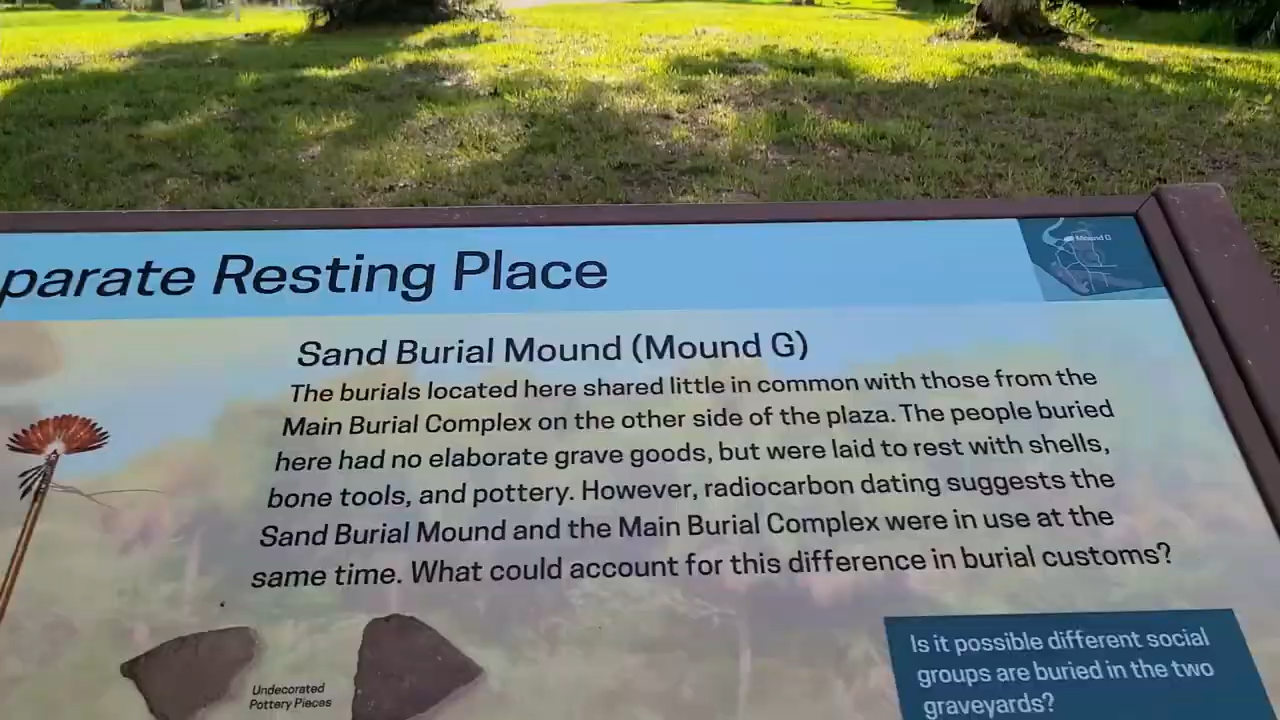 parate Resting Place
Mound G
Sand Burial Mound (Mound G)
The burials located here shared little in common with those from the
Main Burial Complex on the other side of the plaza. The people buried
here had no elaborate grave goods, but were laid to rest with shells,
bone tools, and pottery. However, radiocarbon dating suggests the
Sand Burial Mound and the Main Burial Complex were in use at the
same time. What could account for this difference in burial customs?
Undecorated
Pottery Pieces
Is it possible different social
groups are buried in the two
graveyards?